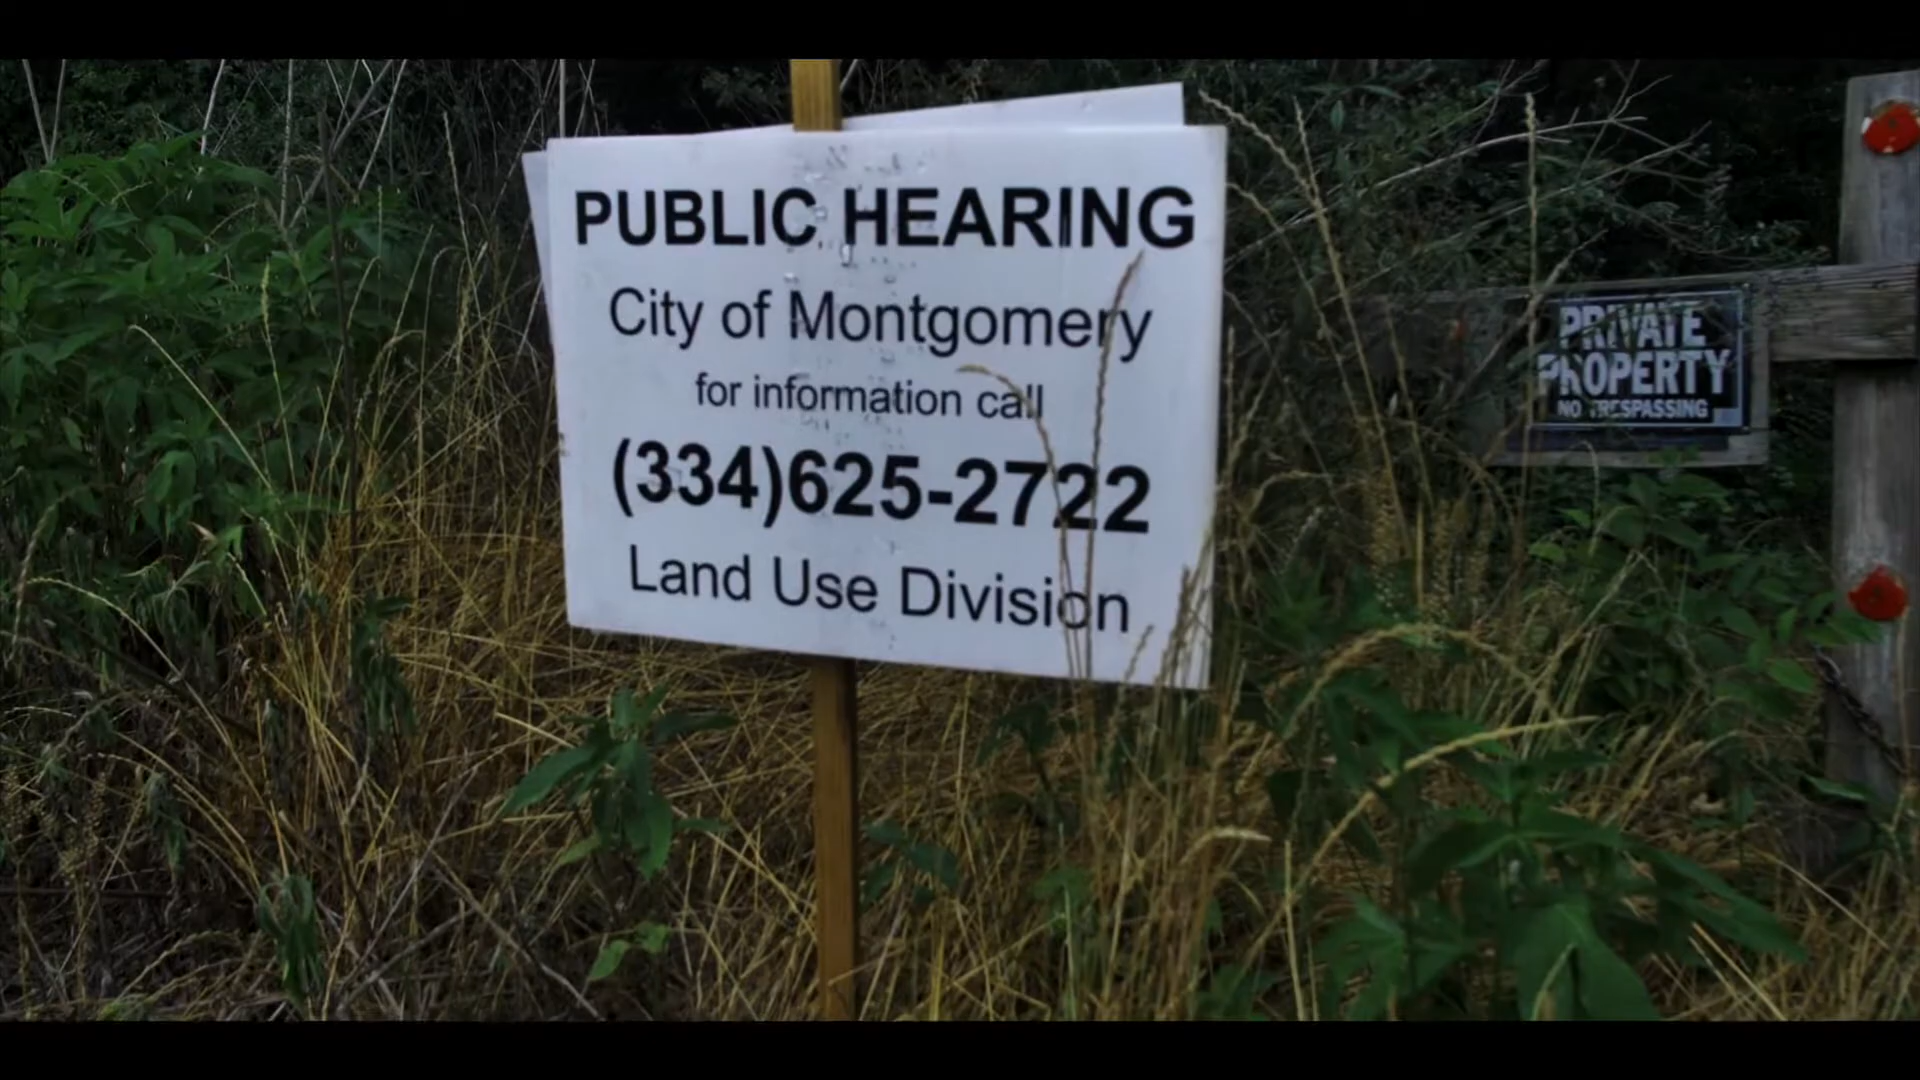 PUBLIC HEARING
City of Montgomery
for information call
(334)625-2722
Land Use Division
PRIVATE
PROPERTY
NO TRESPASSING